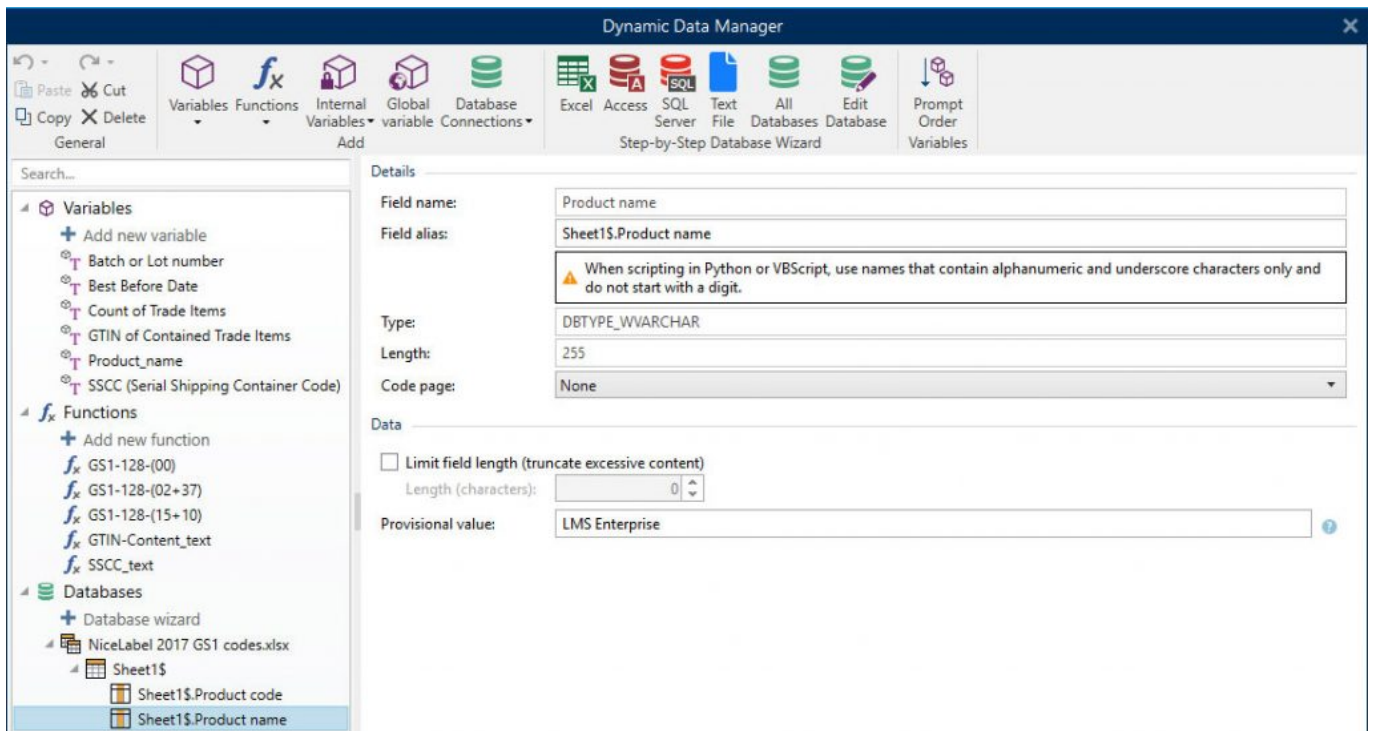 Dynamic Data Manager
Paste Cut
Copy Delete
General
Variables Functions Internal Variables Global variable Database Connections
Add
Excel Access SQL Server Text File All Databases Edit Database
Step-by-Step Database Wizard
Prompt Order
Variables
Search...
Variables
Add new variable
Batch or Lot number
Best Before Date
Count of Trade Items
GTIN of Contained Trade Items
Product_name
SSCC (Serial Shipping Container Code)
Functions
Add new function
GS1-128-(00)
GS1-128-(02+37)
GS1-128-(15+10)
GTIN-Content_text
SSCC_text
Databases
Database wizard
NiceLabel 2017 GS1 codes.xlsx
Sheet1$
Sheet1$.Product code
Sheet1$.Product name
Details
Field name: Product name
Field alias: Sheet1$.Product name
When scripting in Python or VBScript, use names that contain alphanumeric and underscore characters only and
do not start with a digit.
Type: DBTYPE_WVARCHAR
Length: 255
Code page: None
Data
Limit field length (truncate excessive content)
Length (characters): 0
Provisional value: LMS Enterprise